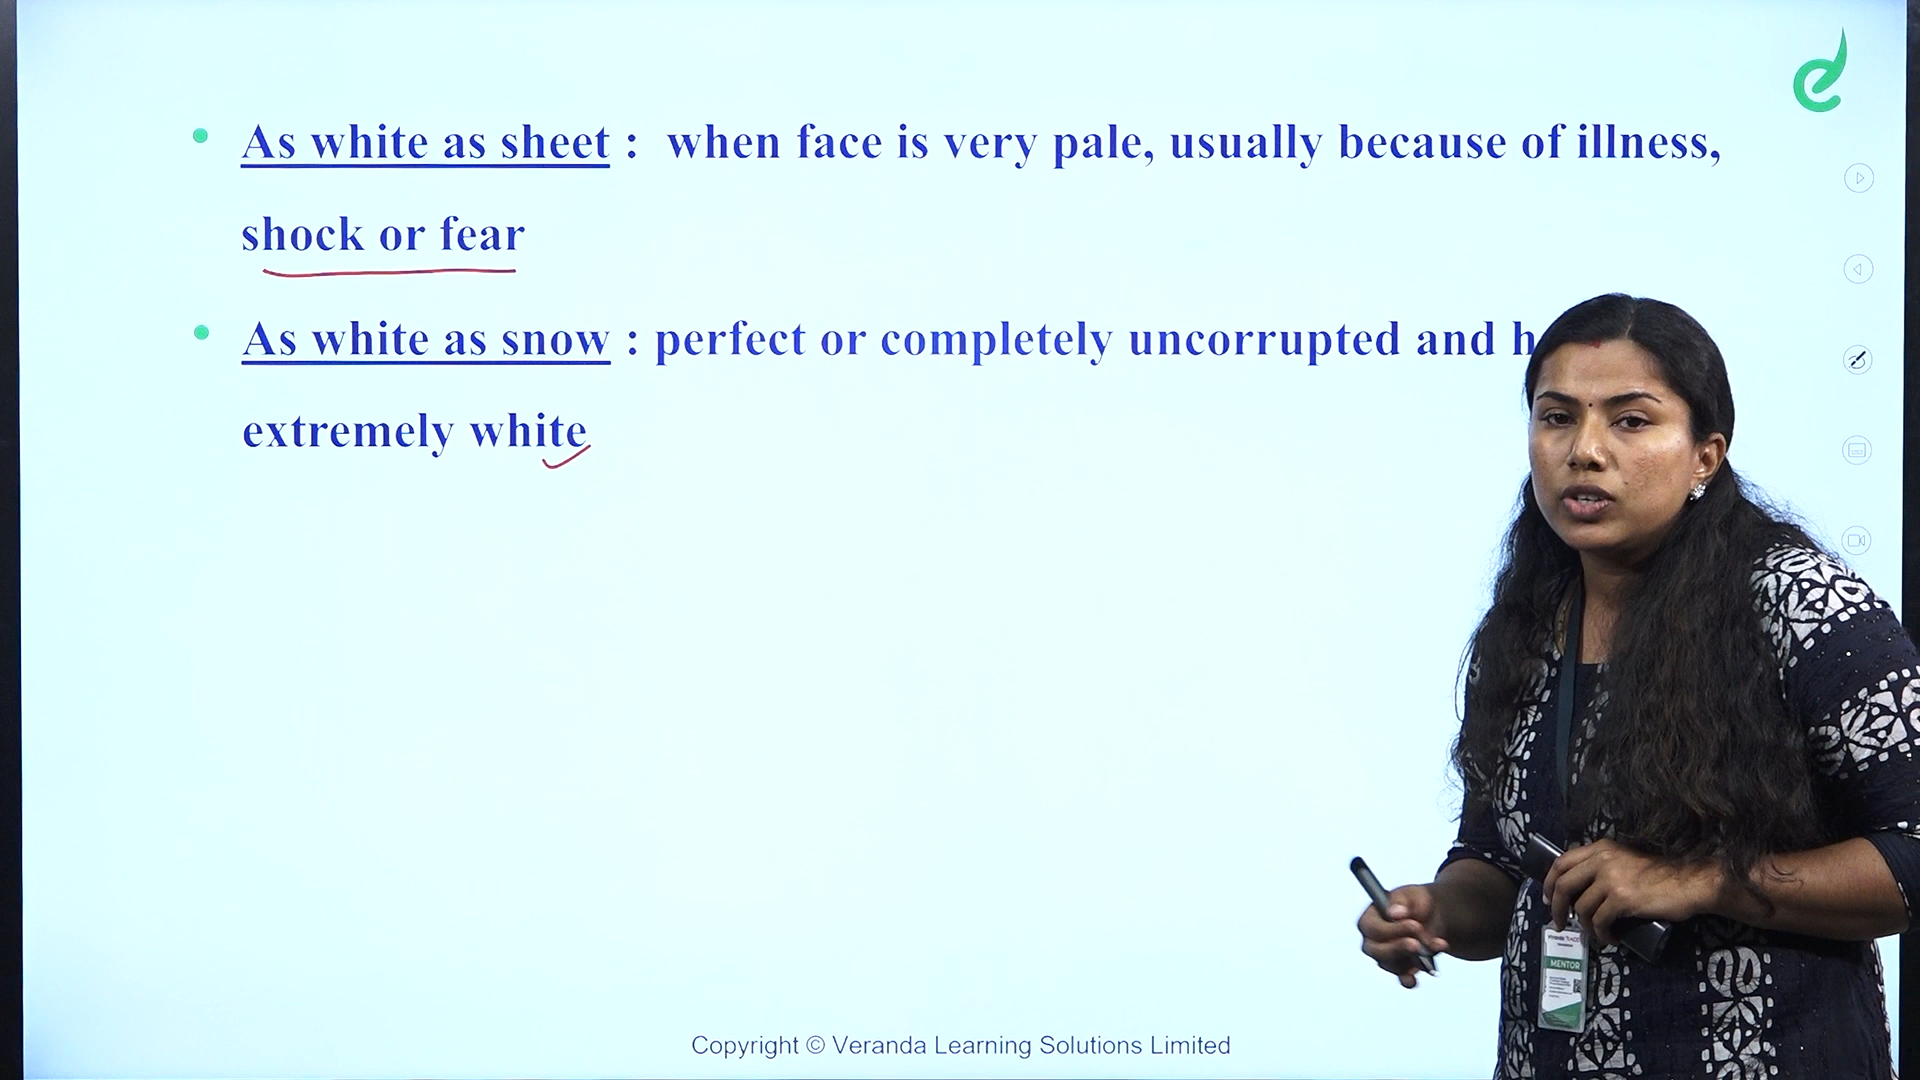 As white as sheet : when face is very pale, usually because of illness,
shock or fear
As white as snow : perfect or completely uncorrupted and
extremely white
MENTOR
Copyright © Veranda Learning Solutions Limited